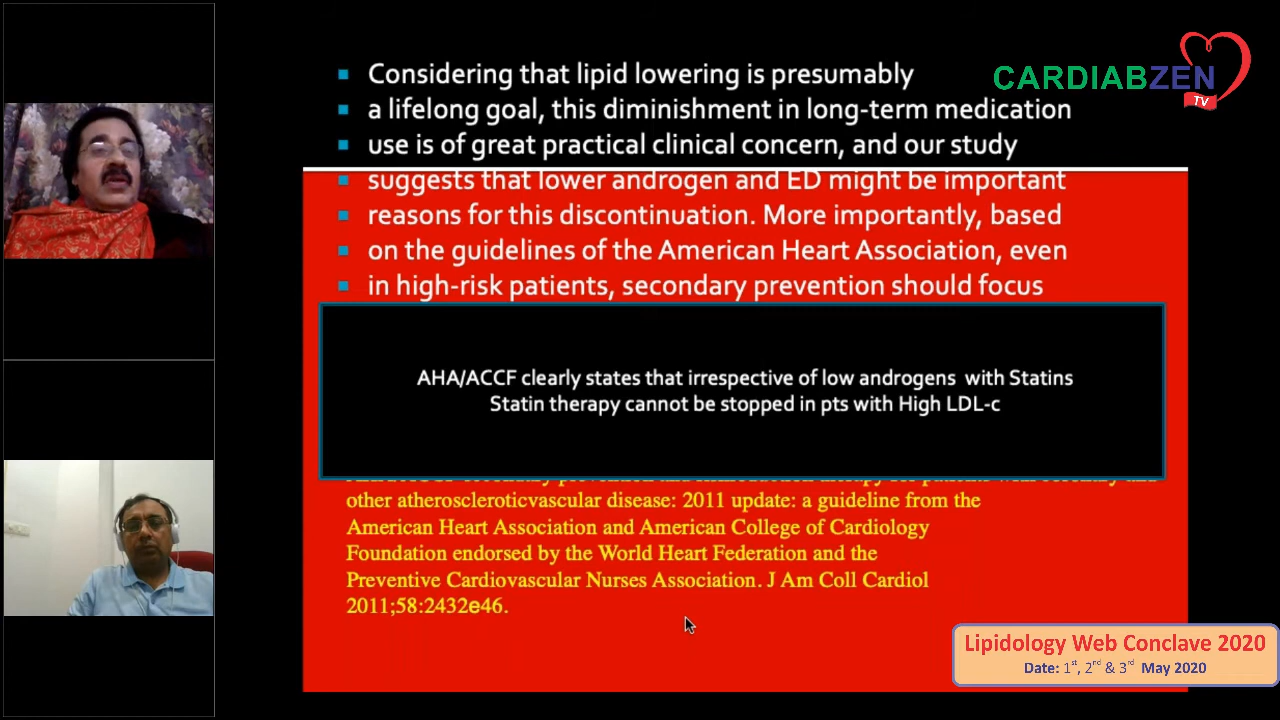 CARDIABZEN
TV
Considering that lipid lowering is presumably
a lifelong goal, this diminishment in long-term medication
use is of great practical clinical concern, and our study
suggests that lower androgen and ED might be important
reasons for this discontinuation. More importantly, based
on the guidelines of the American Heart Association, even
in high-risk patients, secondary prevention should focus
AHA/ACCF clearly states that irrespective of low androgens with Statins
Statin therapy cannot be stopped in pts with High LDL-c
other atheroscleroticvascular disease: 2011 update: a guideline from the
American Heart Association and American College of Cardiology
Foundation endorsed by the World Heart Federation and the
Preventive Cardiovascular Nurses Association. J Am Coll Cardiol
2011;58:2432e46.
Lipidology Web Conclave 2020
Date: 1st, 2nd & 3rd May 2020